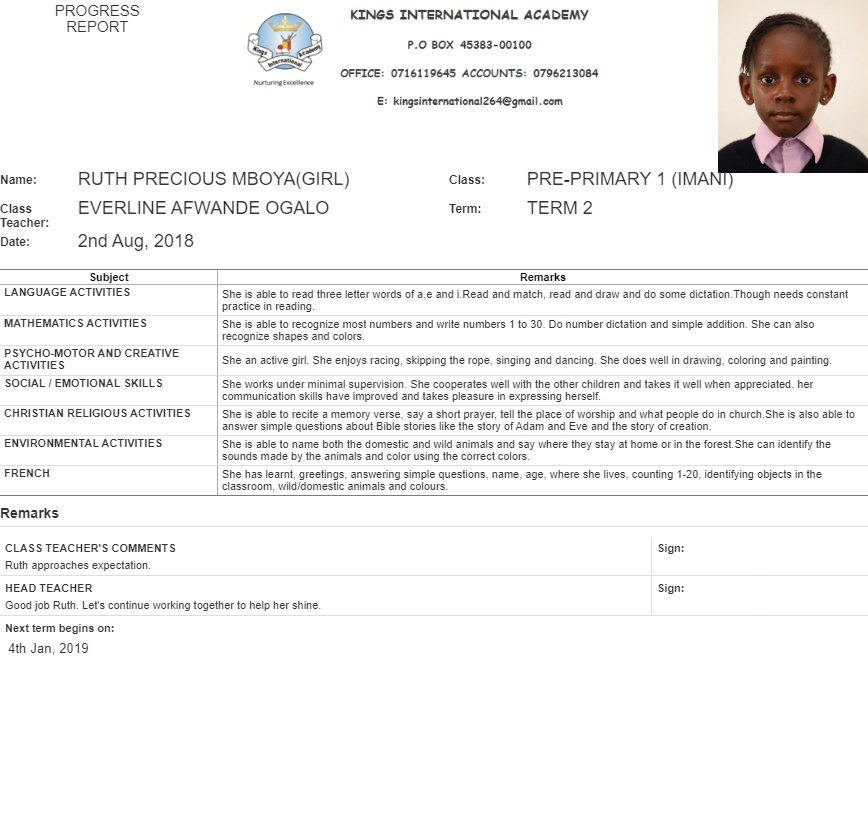 PROGRESS
REPORT
KINGS INTERNATIONAL ACADEMY
P.O BOX 45383-00100
OFFICE: 0716119645 ACCOUNTS: 0796213084
E: kingsinternational264@gmail.com
Kings Academy
International
Nurturing Excellence
Name: RUTH PRECIOUS MBOYA(GIRL) Class: PRE-PRIMARY 1 (IMANI)
Class Teacher: EVERLINE AFWANDE OGALO Term: TERM 2
Date: 2nd Aug, 2018
Subject Remarks
LANGUAGE ACTIVITIES She is able to read three letter words of a,e and i.Read and match, read and draw and do some dictation.Though needs constant
practice in reading.
MATHEMATICS ACTIVITIES She is able to recognize most numbers and write numbers 1 to 30. Do number dictation and simple addition. She can also
recognize shapes and colors.
PSYCHO-MOTOR AND CREATIVE
ACTIVITIES
She an active girl. She enjoys racing, skipping the rope, singing and dancing. She does well in drawing, coloring and painting.
SOCIAL / EMOTIONAL SKILLS She works under minimal supervision. She cooperates well with the other children and takes it well when appreciated. her
communication skills have improved and takes pleasure in expressing herself.
CHRISTIAN RELIGIOUS ACTIVITIES She is able to recite a memory verse, say a short prayer, tell the place of worship and what people do in church.She is also able to
answer simple questions about Bible stories like the story of Adam and Eve and the story of creation.
ENVIRONMENTAL ACTIVITIES She is able to name both the domestic and wild animals and say where they stay at home or in the forest.She can identify the
sounds made by the animals and color using the correct colors.
FRENCH She has learnt, greetings, answering simple questions, name, age, where she lives, counting 1-20, identifying objects in the
classroom, wild/domestic animals and colours.
Remarks
CLASS TEACHER'S COMMENTS Sign:
Ruth approaches expectation.
HEAD TEACHER Sign:
Good job Ruth. Let's continue working together to help her shine.
Next term begins on:
4th Jan, 2019